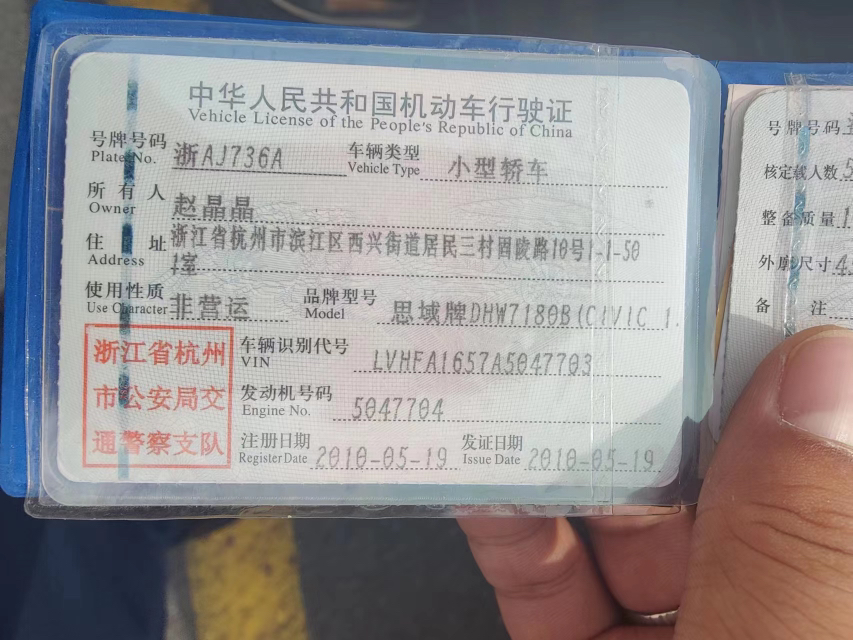 中华人民共和国机动车行驶证
Vehicle License of the People's Republic of China
号牌号码 浙AJ736A 车辆类型 小型轿车
Plate No. Vehicle Type
所有人 赵晶晶
Owner
住址 浙江省杭州市滨江区西兴街道居民三村固陵路10号1-1-50
Address 1室
使用性质 非营运 品牌型号 思域牌DHW7180B(CIVIC 1.
Use Character Model
浙江省杭州
市公安局交
通警察支队
车辆识别代号 LVHFA1657A5047703
VIN
发动机号码 5047704
Engine No.
注册日期 2010-05-19 发证日期 2010-05-19
Register Date Issue Date
号牌号码
核定载人数 5
整备质量 1
外廓尺寸 4
备注